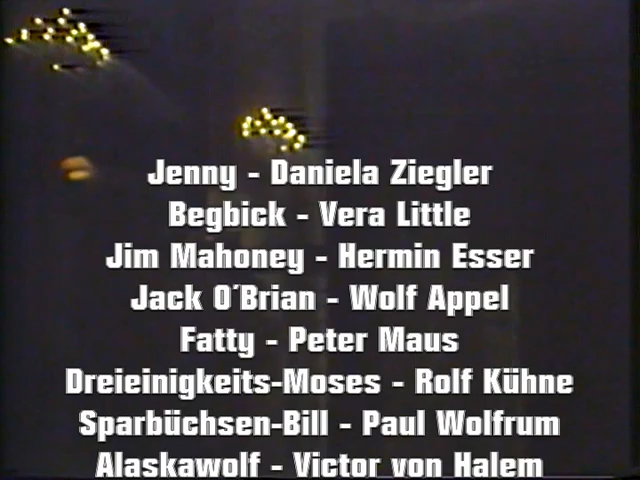 Jenny - Daniela Ziegler
Begbick - Vera Little
Jim Mahoney - Hermin Esser
Jack O´Brian - Wolf Appel
Fatty - Peter Maus
Dreieinigkeits-Moses - Rolf Kühne
Sparbüchsen-Bill - Paul Wolfrum
Alaskawolf - Victor von Halem